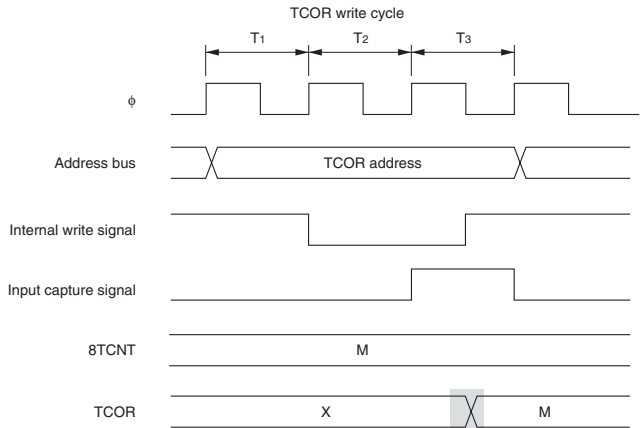 TCOR write cycle
T1 T2 T3
ϕ
Address bus TCOR address
Internal write signal
Input capture signal
8TCNT M
TCOR X M